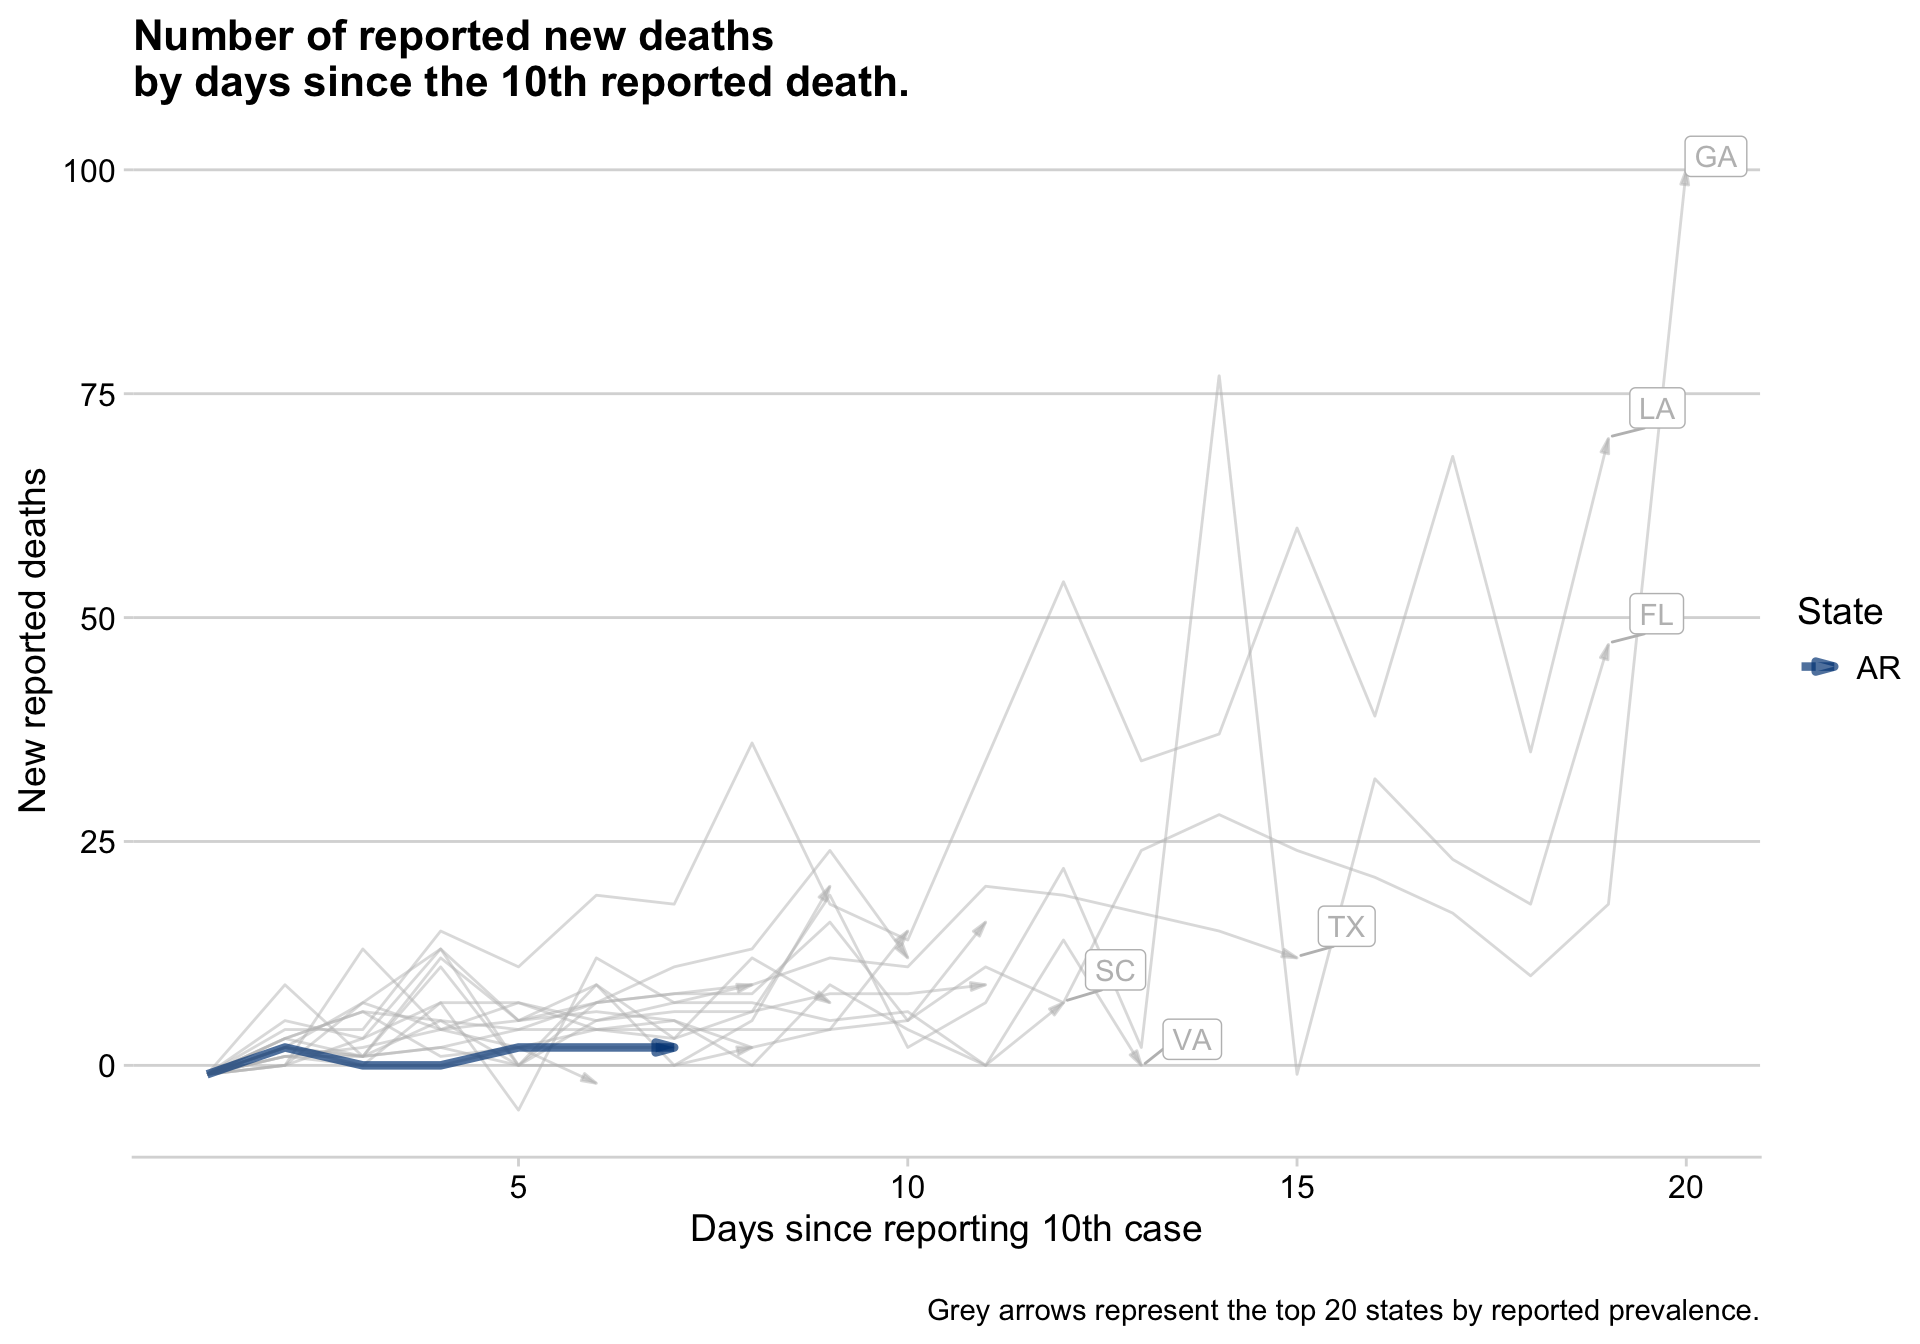 Number of reported new deaths
by days since the 10th reported death.
100
75
50
25
0
New reported deaths
GA
LA
FL
TX
SC
VA
State
AR
5
10
15
20
Days since reporting 10th case
Grey arrows represent the top 20 states by reported prevalence.